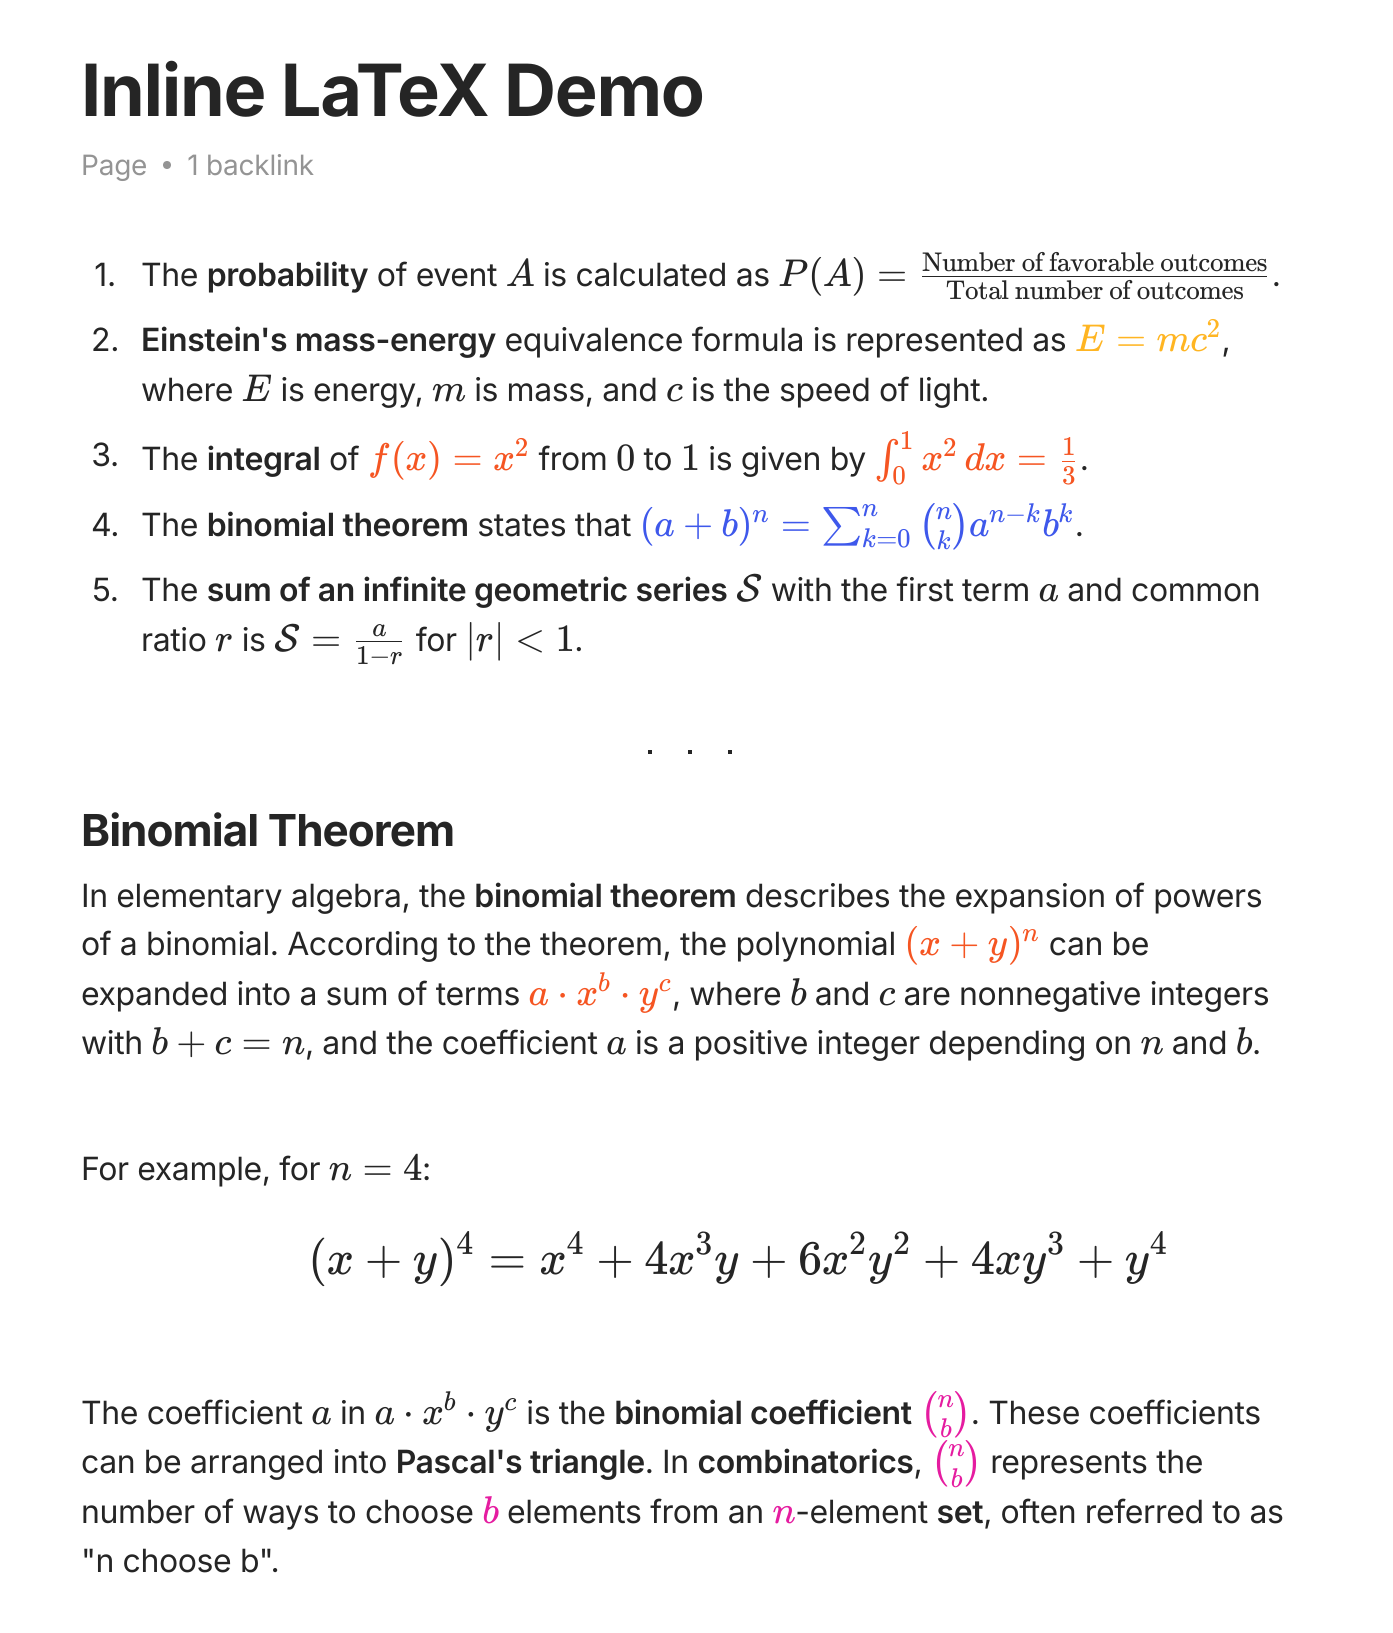 Inline LaTeX Demo
Page • 1 backlink
1. The probability of event $A$ is calculated as $P(A) = \frac{\text{Number of favorable outcomes}}{\text{Total number of outcomes}}$.
2. Einstein's mass-energy equivalence formula is represented as $E = mc^2$,
where $E$ is energy, $m$ is mass, and $c$ is the speed of light.
3. The integral of $f(x) = x^2$ from $0$ to $1$ is given by $\int_0^1 x^2 \, dx = \frac{1}{3}$.
4. The binomial theorem states that $(a + b)^n = \sum_{k=0}^n \binom{n}{k} a^{n-k} b^k$.
5. The sum of an infinite geometric series $\mathcal{S}$ with the first term $a$ and common
ratio $r$ is $\mathcal{S} = \frac{a}{1-r}$ for $|r| < 1$.
. . .
Binomial Theorem
In elementary algebra, the binomial theorem describes the expansion of powers
of a binomial. According to the theorem, the polynomial $(x + y)^n$ can be
expanded into a sum of terms $a \cdot x^b \cdot y^c$, where $b$ and $c$ are nonnegative integers
with $b + c = n$, and the coefficient $a$ is a positive integer depending on $n$ and $b$.
For example, for $n = 4$:
$(x + y)^4 = x^4 + 4x^3y + 6x^2y^2 + 4xy^3 + y^4$
The coefficient $a$ in $a \cdot x^b \cdot y^c$ is the binomial coefficient $\binom{n}{b}$. These coefficients
can be arranged into Pascal's triangle. In combinatorics, $\binom{n}{b}$ represents the
number of ways to choose $b$ elements from an $n$-element set, often referred to as
"n choose b".